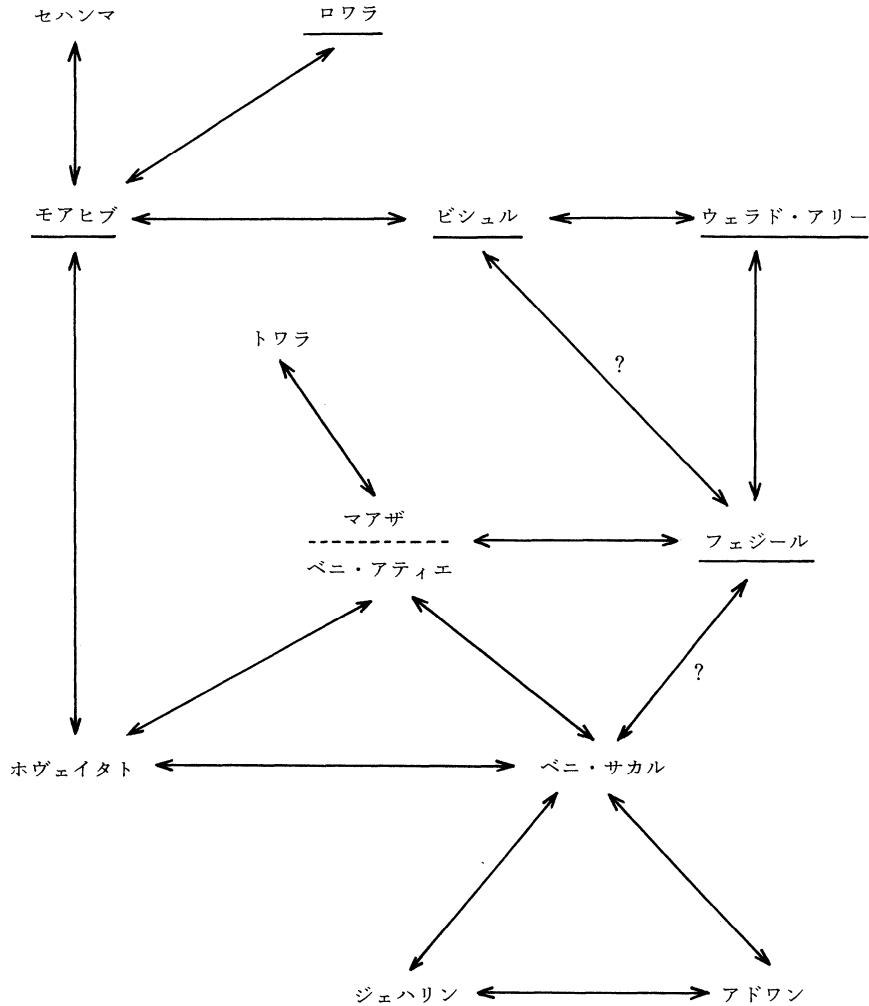 セハンマ
ロワラ
モアヒブ
ビシュル
ウェラド・アリー
トワラ
?
マアザ
フェジール
ベニ・アティエ
?
ホヴェイタト
ベニ・サカル
ジェハリン
アドワン